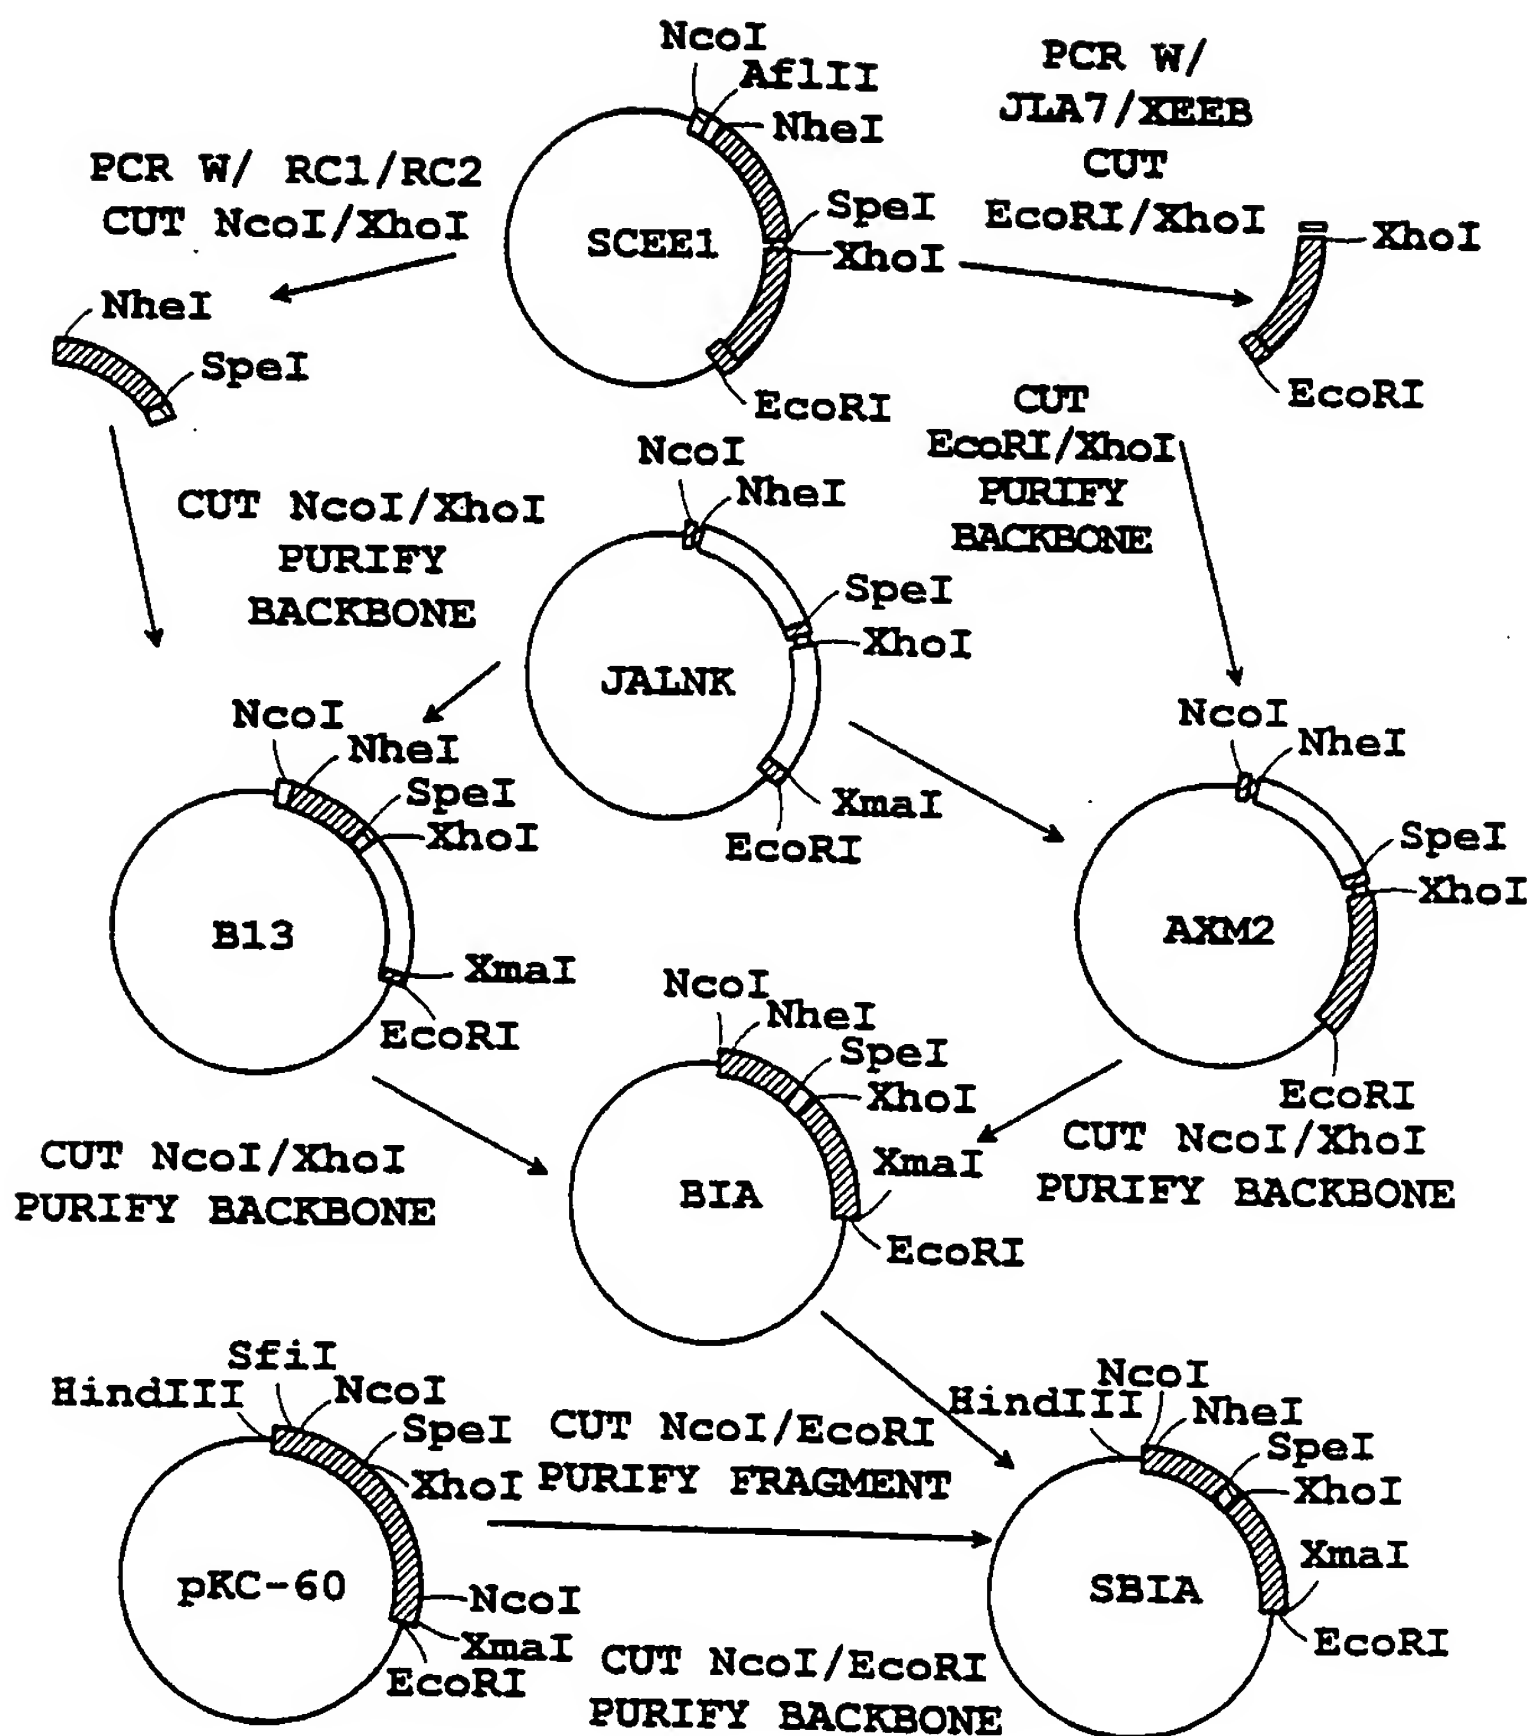 NcoI
AflII
NheI
SpeI
XhoI
SCEE1
EcoRI
PCR W/ RC1/RC2
CUT NcoI/XhoI
NheI
SpeI
PCR W/
JLA7/XEEB
CUT
EcoRI/XhoI
XhoI
EcoRI
CUT NcoI/XhoI
PURIFY
BACKBONE
NcoI
NheI
SpeI
XhoI
JALNK
XmaI
EcoRI
CUT
EcoRI/XhoI
PURIFY
BACKBONE
NcoI
NheI
SpeI
XhoI
B13
XmaI
EcoRI
NcoI
NheI
SpeI
XhoI
AXM2
EcoRI
CUT NcoI/XhoI
PURIFY BACKBONE
NcoI
NheI
SpeI
XhoI
BIA
XmaI
EcoRI
CUT NcoI/XhoI
PURIFY BACKBONE
SfiI
HindIII
NcoI
SpeI
XhoI
pKC-60
NcoI
XmaI
EcoRI
CUT NcoI/EcoRI
PURIFY FRAGMENT
CUT NcoI/EcoRI
PURIFY BACKBONE
NcoI
HindIII
NheI
SpeI
XhoI
SBIA
XmaI
EcoRI